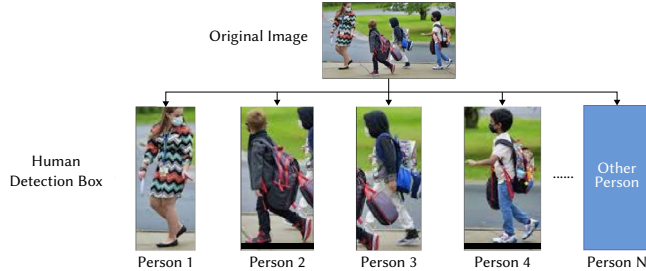 Original Image
Human
Detection Box
Other
Person
......
Person 1
Person 2
Person 3
Person 4
Person N